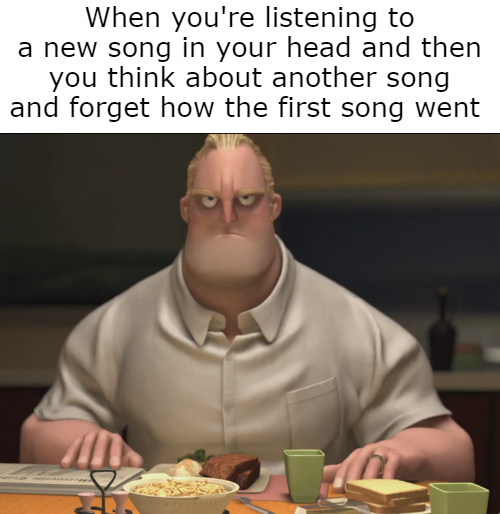 When you're listening to
a new song in your head and then
you think about another song
and forget how the first song went